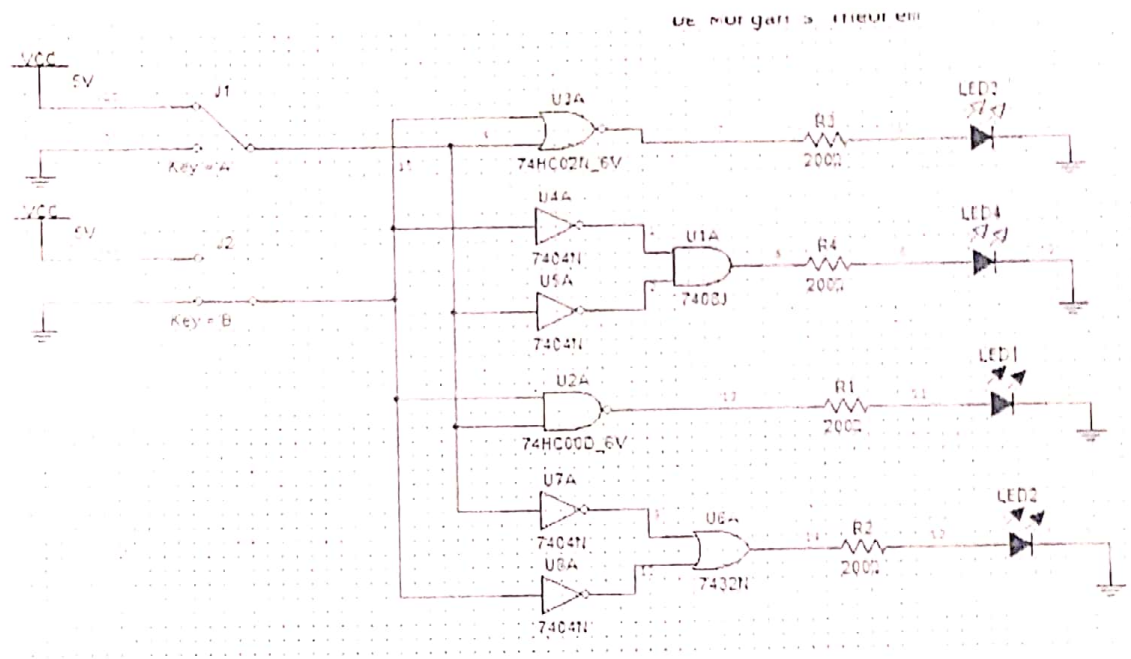 De Morgan's Theorem
VCC
5V
J1
Key = A
VCC
5V
J2
Key = B
U3A
74HC02N_6V
R3
200Ω
LED3
U4A
7404N
U5A
7404N
U1A
7408J
R4
200Ω
LED4
U2A
74HC00D_6V
R1
200Ω
LED1
U7A
7404N
U8A
7404N
U6A
7432N
R2
200Ω
LED2